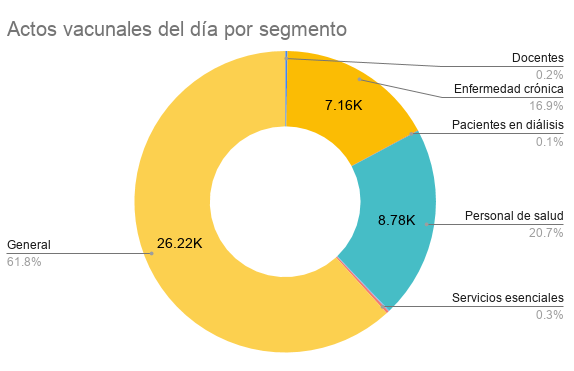 Actos vacunales del día por segmento
Docentes
0.2%
Enfermedad crónica
16.9%
7.16K
Pacientes en diálisis
0.1%
Personal de salud
20.7%
8.78K
General
61.8%
26.22K
Servicios esenciales
0.3%